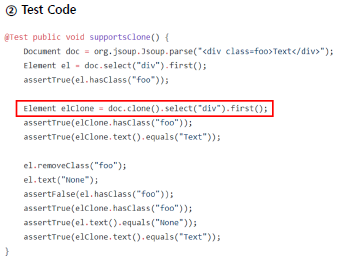 ② Test Code
@Test public void supportsClone() {
Document doc = org.jsoup.Jsoup.parse("<div class=foo>Text</div>");
Element el = doc.select("div").first();
assertTrue(el.hasClass("foo"));
Element elClone = doc.clone().select("div").first();
assertTrue(elClone.hasClass("foo"));
assertTrue(elClone.text().equals("Text"));
el.removeClass("foo");
el.text("None");
assertFalse(el.hasClass("foo"));
assertTrue(elClone.hasClass("foo"));
assertTrue(el.text().equals("None"));
assertTrue(elClone.text().equals("Text"));
}